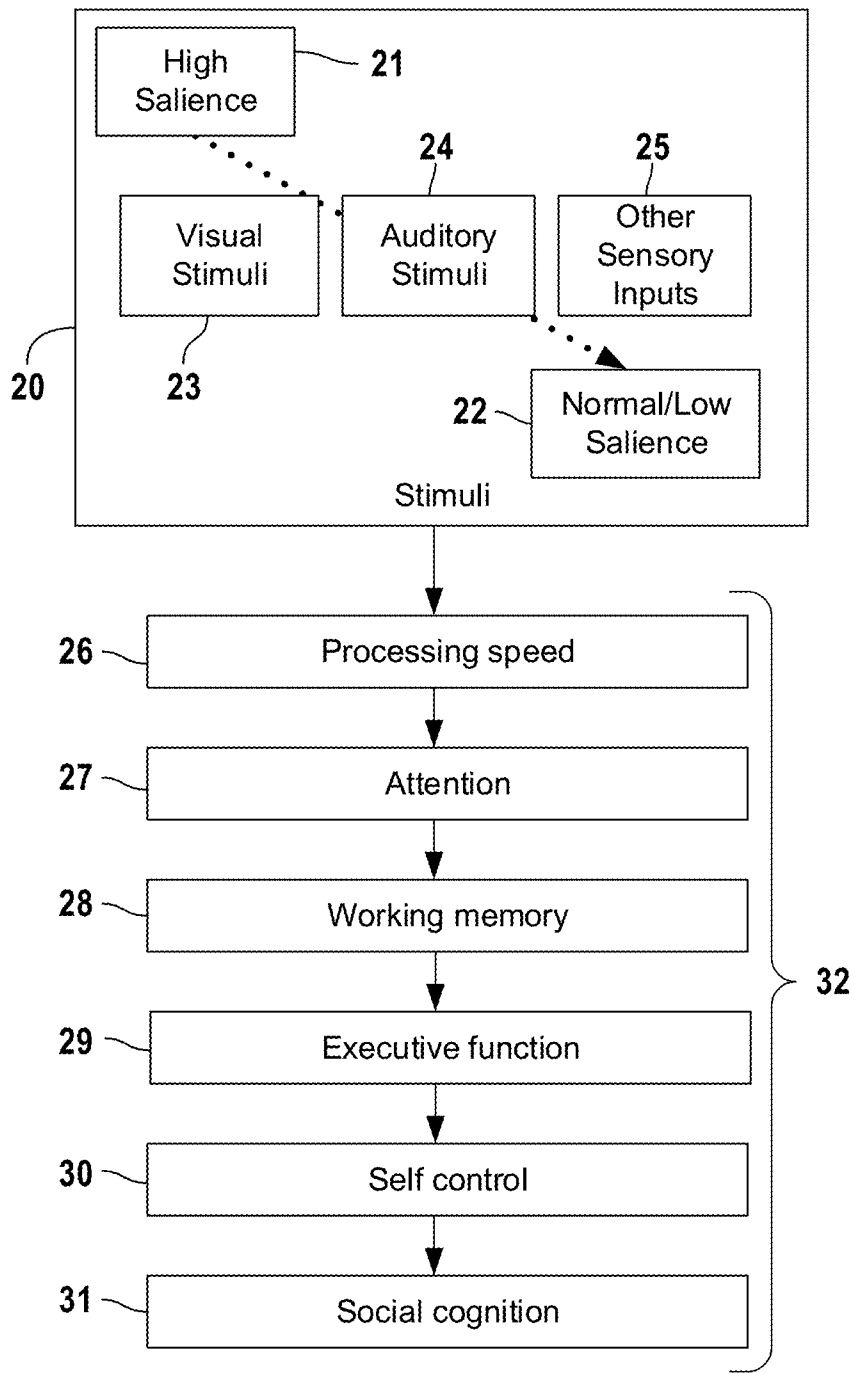 High
Salience
21
24
25
Visual
Stimuli
Auditory
Stimuli
Other
Sensory
Inputs
20
23
22
Normal/Low
Salience
Stimuli
26
Processing speed
27
Attention
28
Working memory
32
29
Executive function
30
Self control
31
Social cognition